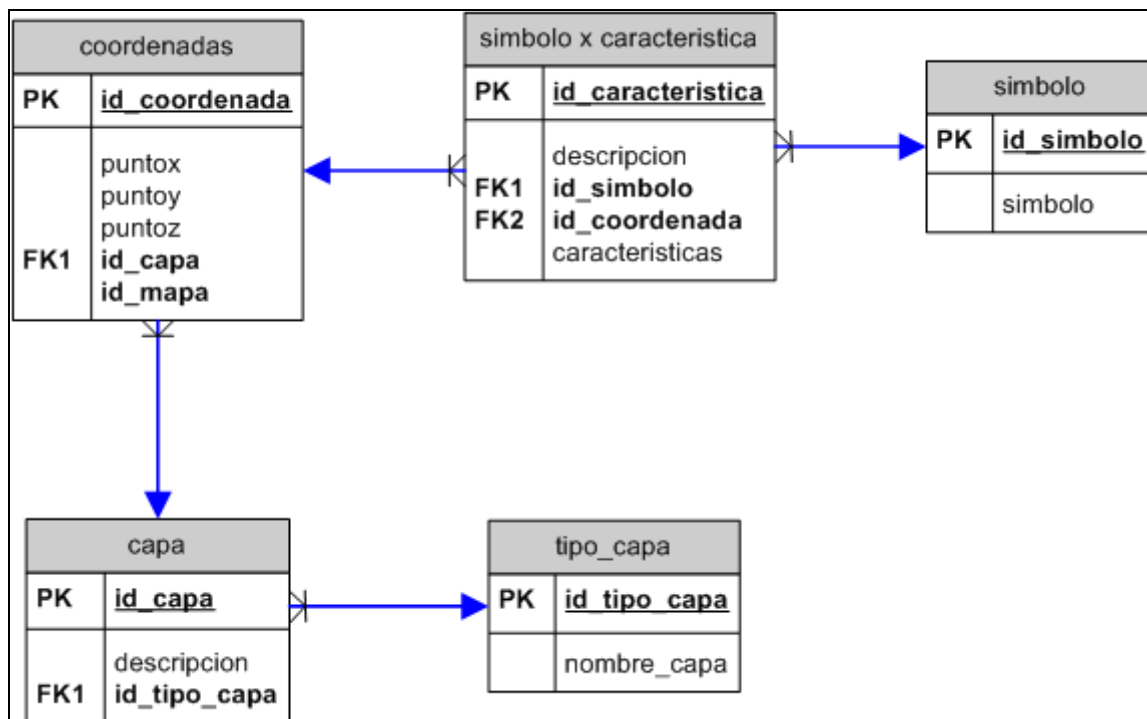 coordenadas
PK id_coordenada
puntox
puntoy
puntoz
FK1 id_capa
id_mapa
simbolo x caracteristica
PK id_caracteristica
descripcion
FK1 id_simbolo
FK2 id_coordenada
caracteristicas
simbolo
PK id_simbolo
simbolo
capa
PK id_capa
descripcion
FK1 id_tipo_capa
tipo_capa
PK id_tipo_capa
nombre_capa